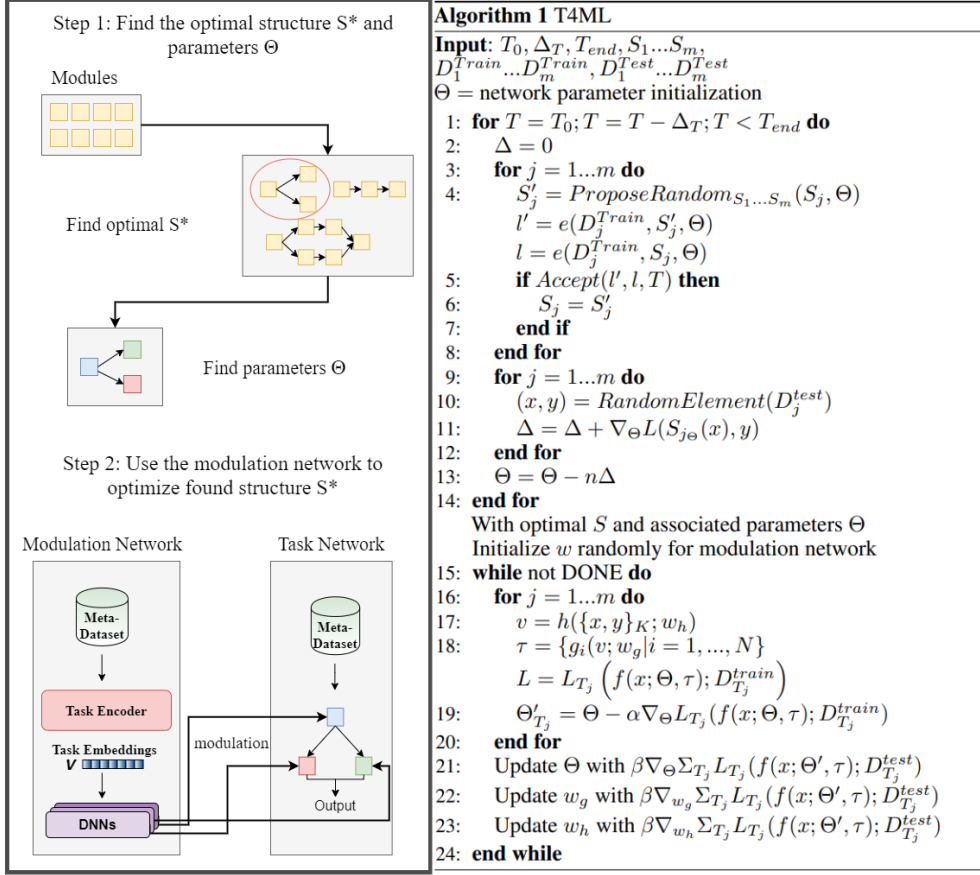 Step 1: Find the optimal structure S* and
parameters Θ
Modules
Find optimal S*
Find parameters Θ
Step 2: Use the modulation network to
optimize found structure S*
Modulation Network
Task Network
Meta-
Dataset
Meta-
Dataset
Task Encoder
modulation
Task Embeddings
V
Output
DNNs
Algorithm 1 T4ML
Input: T_0, Δ_T, T_end, S_1...S_m,
D_1^Train...D_m^Train, D_1^Test...D_m^Test
Θ = network parameter initialization
1: for T = T_0; T = T − Δ_T; T < T_end do
2: Δ = 0
3: for j = 1...m do
4: S'_j = ProposeRandom_{S_1...S_m}(S_j, Θ)
l' = e(D_j^Train, S'_j, Θ)
l = e(D_j^Train, S_j, Θ)
5: if Accept(l', l, T) then
6: S_j = S'_j
7: end if
8: end for
9: for j = 1...m do
10: (x, y) = RandomElement(D_j^test)
11: Δ = Δ + ∇_Θ L(S_{j_Θ}(x), y)
12: end for
13: Θ = Θ − nΔ
14: end for
With optimal S and associated parameters Θ
Initialize w randomly for modulation network
15: while not DONE do
16: for j = 1...m do
17: v = h({x, y}_K; w_h)
18: τ = {g_i(v; w_g|i = 1, ..., N}
L = L_{T_j} (f(x; Θ, τ); D_{T_j}^train)
19: Θ'_{T_j} = Θ − α∇_Θ L_{T_j}(f(x; Θ, τ); D_{T_j}^train)
20: end for
21: Update Θ with β∇_Θ Σ_{T_j} L_{T_j}(f(x; Θ', τ); D_{T_j}^test)
22: Update w_g with β∇_{w_g} Σ_{T_j} L_{T_j}(f(x; Θ', τ); D_{T_j}^test)
23: Update w_h with β∇_{w_h} Σ_{T_j} L_{T_j}(f(x; Θ', τ); D_{T_j}^test)
24: end while